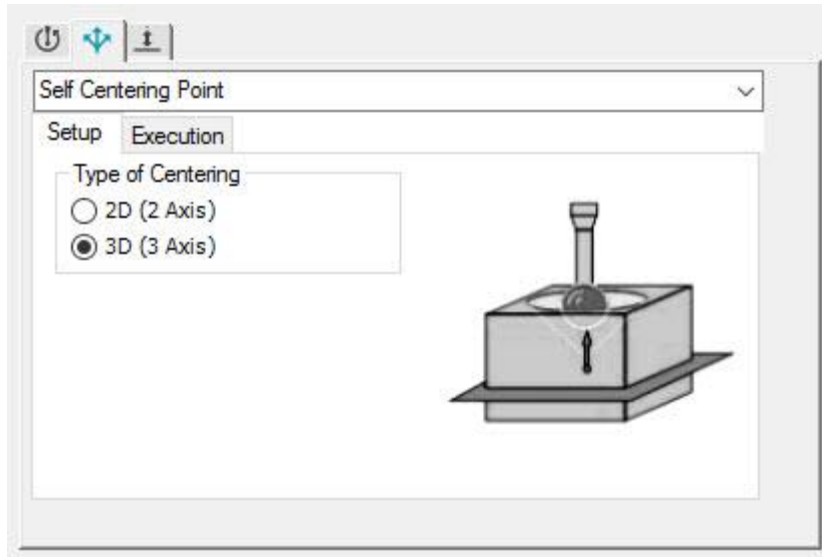 Self Centering Point
Setup Execution
Type of Centering
2D (2 Axis)
3D (3 Axis)